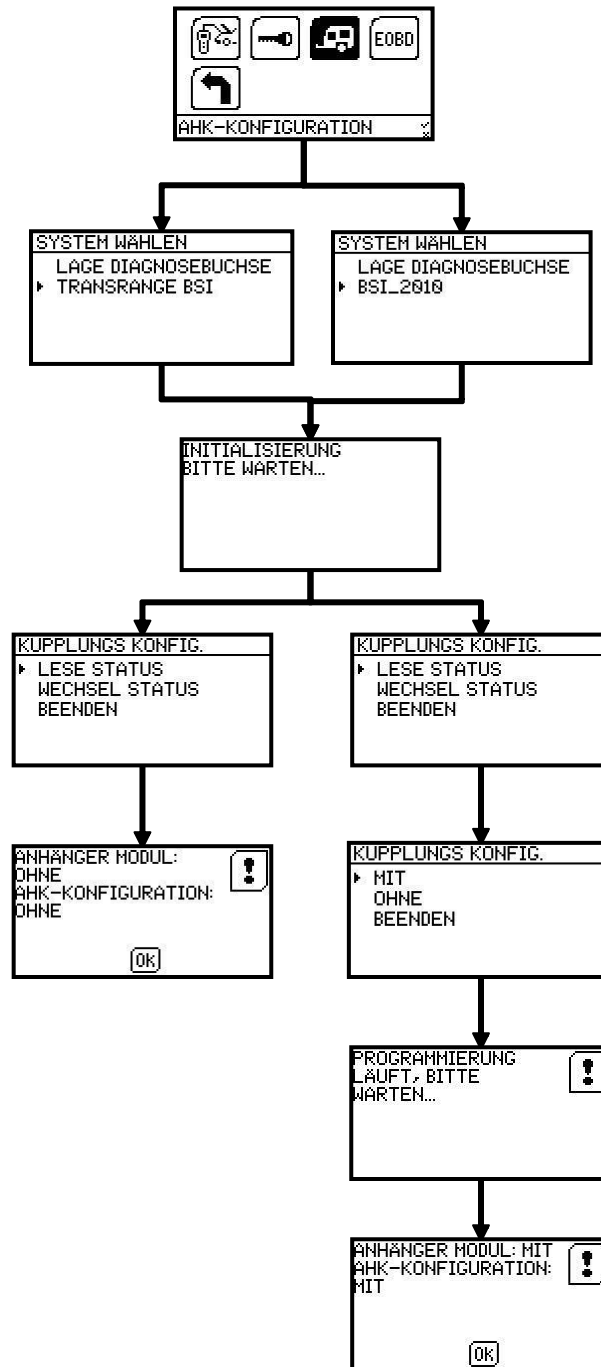 EOBD
AHK-KONFIGURATION
SYSTEM WÄHLEN
LAGE DIAGNOSEBUCHSE
TRANSRANGE BSI
SYSTEM WÄHLEN
LAGE DIAGNOSEBUCHSE
BSI_2010
INITIALISIERUNG
BITTE WARTEN...
KUPPLUNGS KONFIG.
LESE STATUS
WECHSEL STATUS
BEENDEN
KUPPLUNGS KONFIG.
LESE STATUS
WECHSEL STATUS
BEENDEN
ANHÄNGER MODUL:
OHNE
AHK-KONFIGURATION:
OHNE
OK
KUPPLUNGS KONFIG.
MIT
OHNE
BEENDEN
PROGRAMMIERUNG
LÄUFT, BITTE
WARTEN...
ANHÄNGER MODUL: MIT
AHK-KONFIGURATION:
MIT
OK